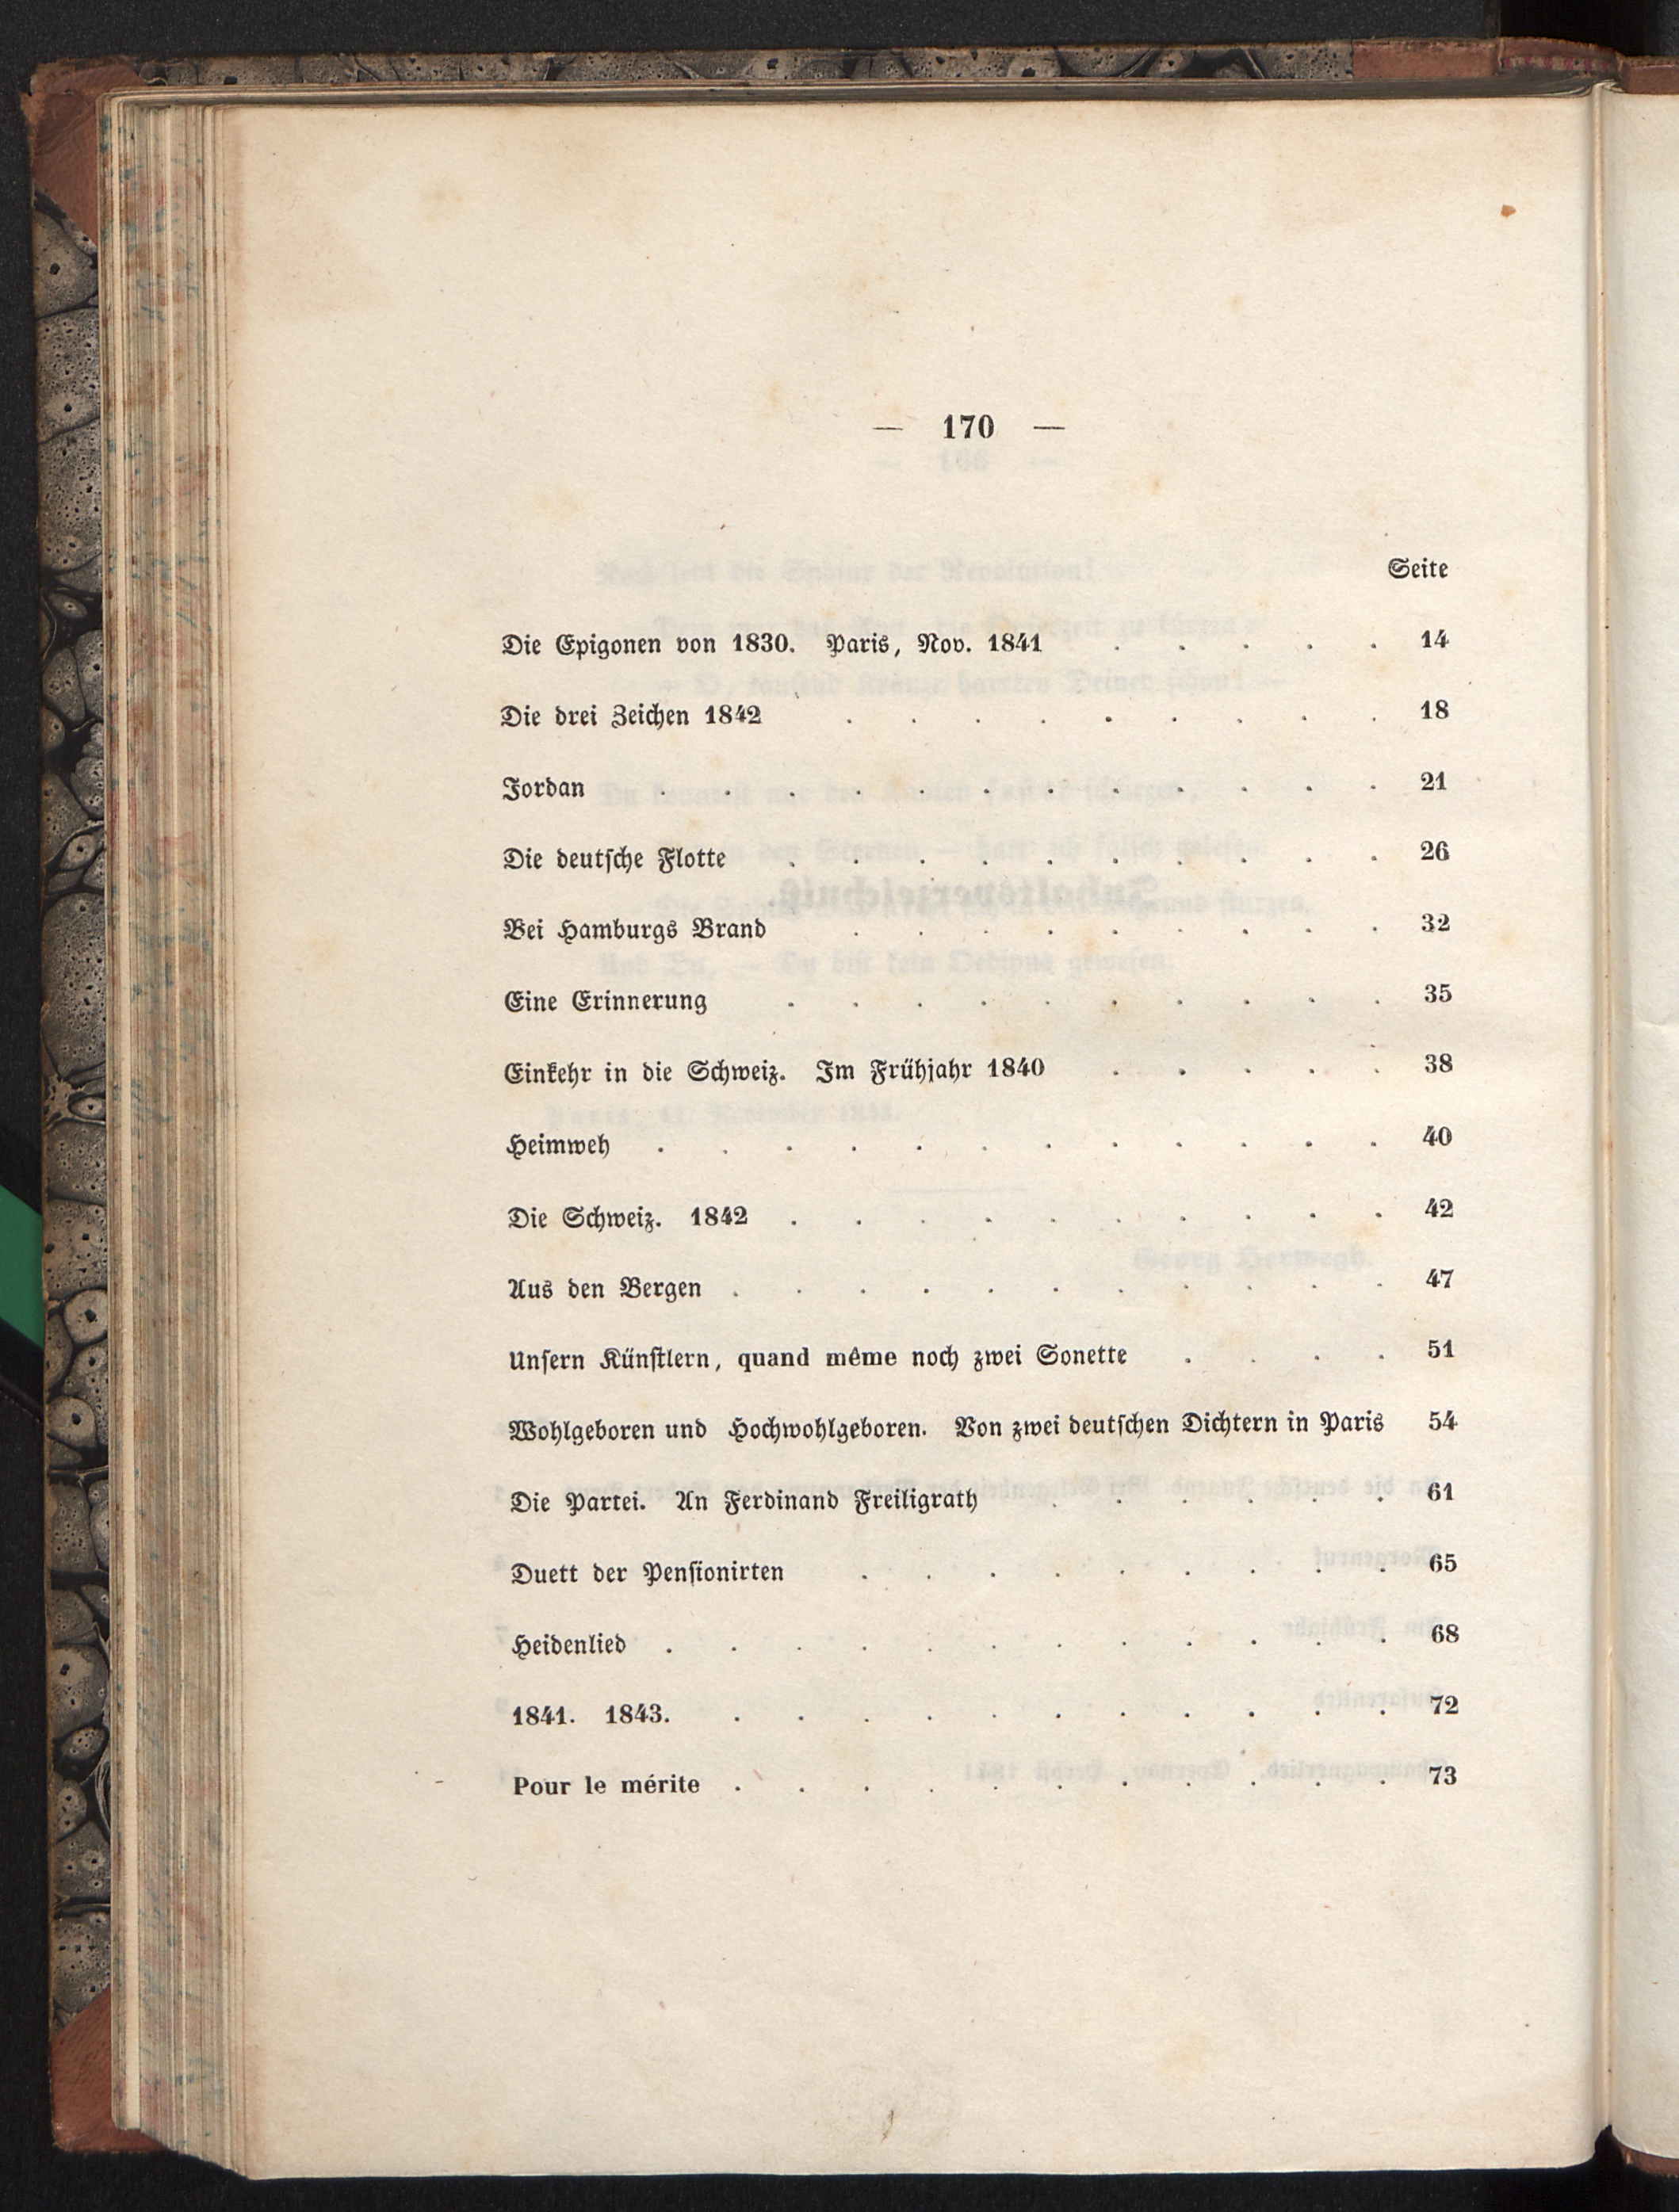 — 170 —
Seite
Die Epigonen von 1830. Paris, Nov. 1841 . . . . . 14
Die drei Zeichen 1842 . . . . . . . . . 18
Jordan . . . . . . . . . . . . 21
Die deutſche Flotte . . . . . . . . . . 26
Bei Hamburgs Brand . . . . . . . . . 32
Eine Erinnerung . . . . . . . . . . 35
Einkehr in die Schweiz. Im Frühjahr 1840 . . . . . 38
Heimweh . . . . . . . . . . . . 40
Die Schweiz. 1842 . . . . . . . . . . 42
Aus den Bergen . . . . . . . . . . . 47
Unſern Künſtlern, quand même noch zwei Sonette . . . . 51
Wohlgeboren und Hochwohlgeboren. Von zwei deutſchen Dichtern in Paris 54
Die Partei. An Ferdinand Freiligrath . . . . . . 61
Duett der Penſionirten . . . . . . . . . 65
Heidenlied . . . . . . . . . . . . 68
1841. 1843. . . . . . . . . . . . 72
Pour le mérite . . . . . . . . . . . 73